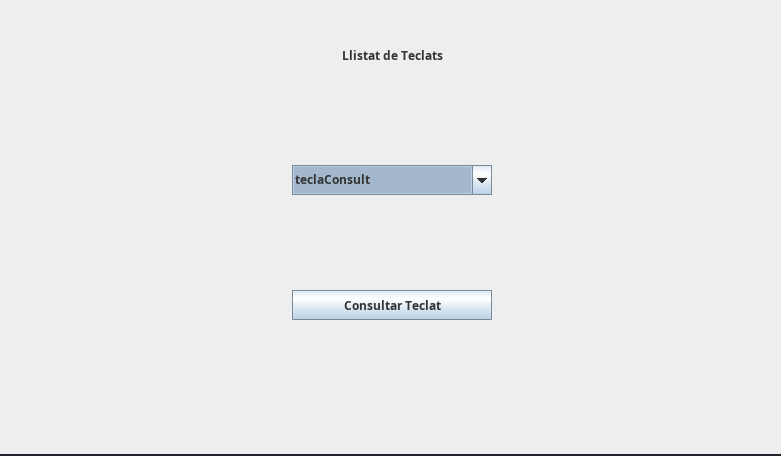 Llistat de Teclats
teclaConsult
Consultar Teclat